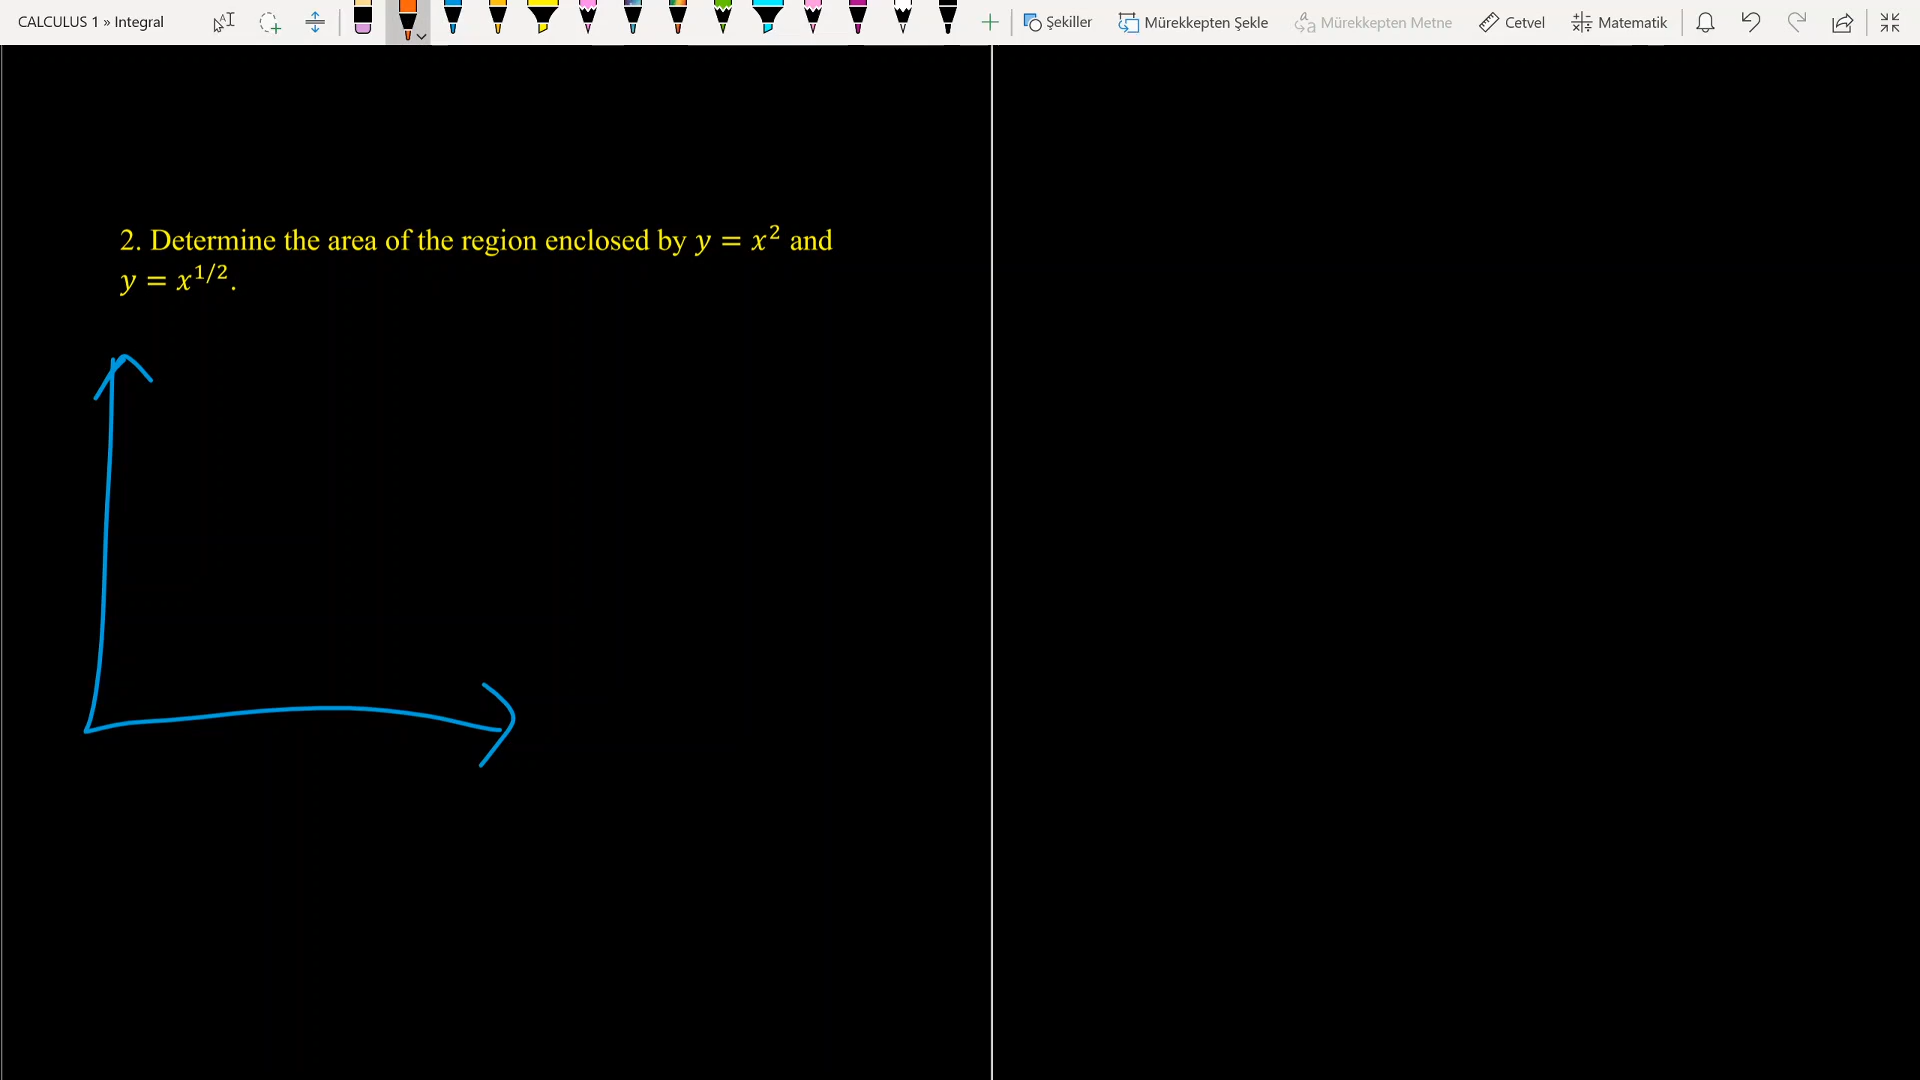 CALCULUS 1 » Integral
Şekiller
Mürekkepten Şekle
Mürekkepten Metne
Cetvel
Matematik
2. Determine the area of the region enclosed by y = x² and
y = x^{1/2}.